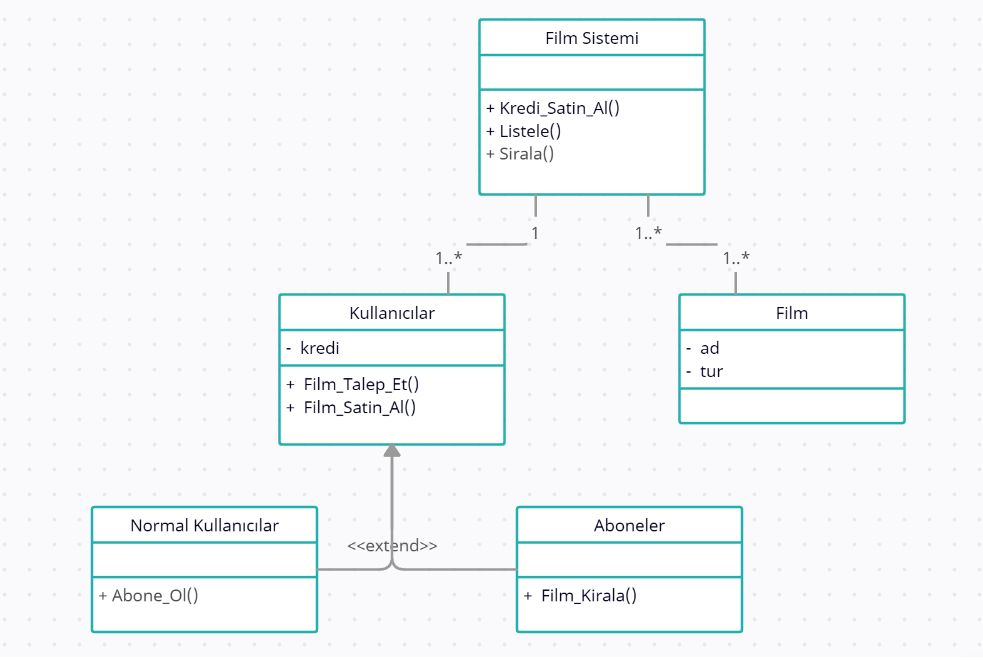 Film Sistemi
+ Kredi_Satin_Al()
+ Listele()
+ Sirala()
1
1..*
1..*
1..*
Kullanıcılar
- kredi
+ Film_Talep_Et()
+ Film_Satin_Al()
Film
- ad
- tur
<<extend>>
Normal Kullanıcılar
+ Abone_Ol()
Aboneler
+ Film_Kirala()